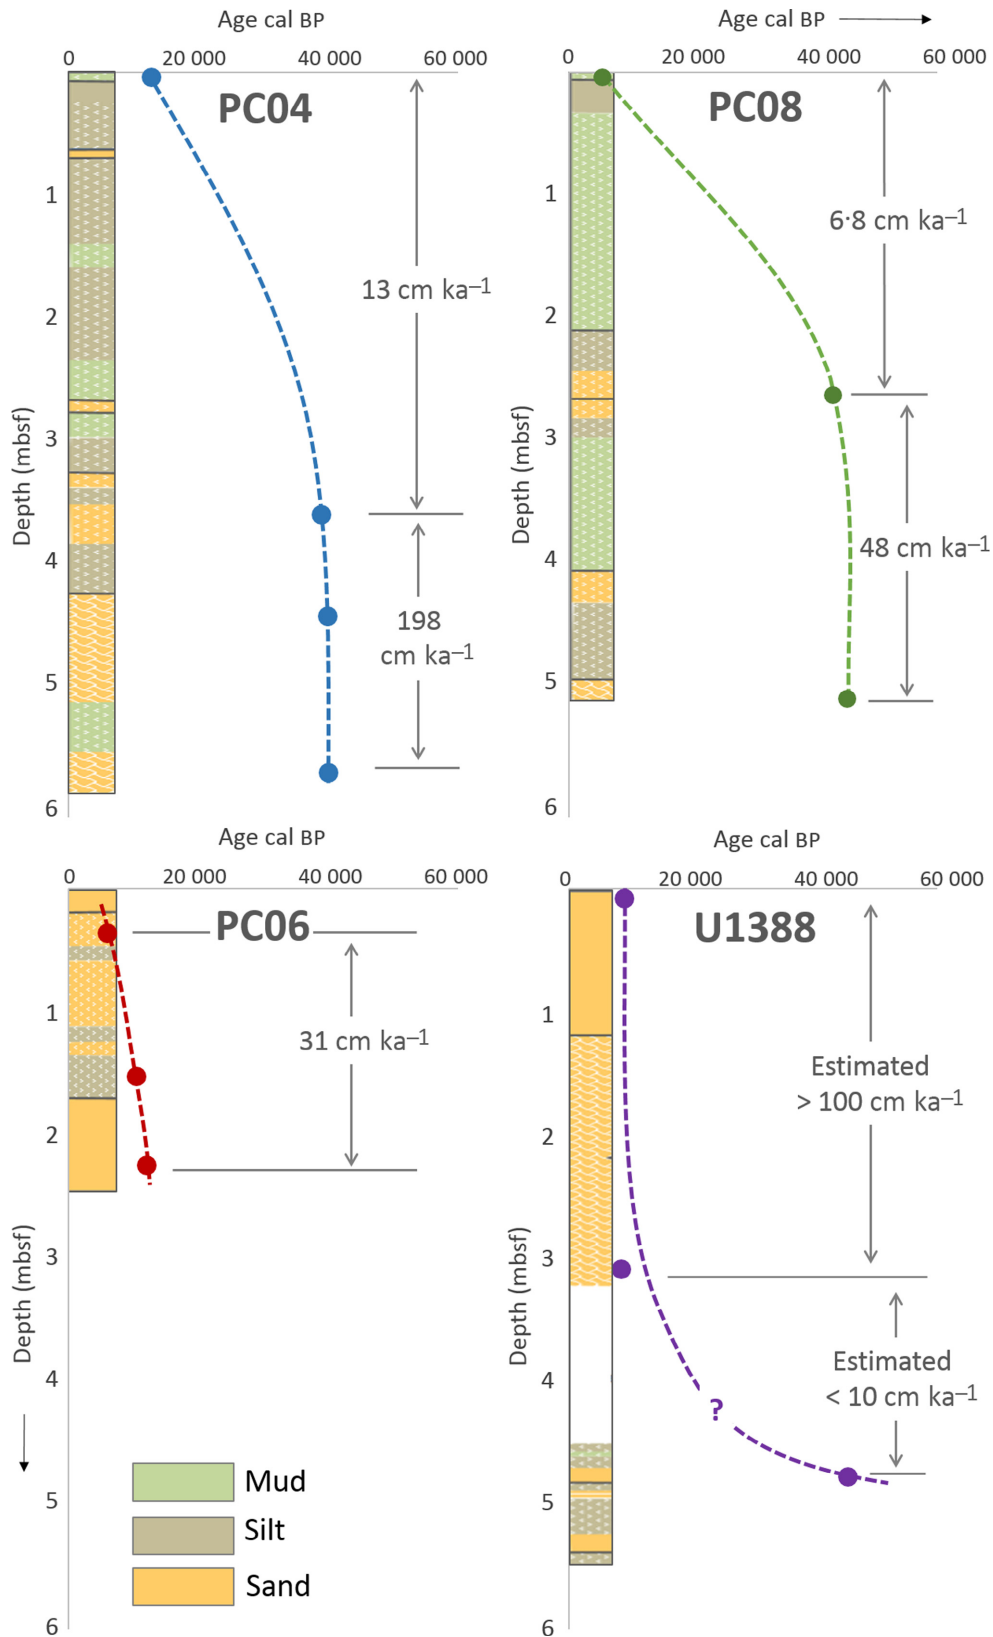 Age cal BP
0 20 000 40 000 60 000
PC04
1
2
3
4
5
6
Depth (mbsf)
13 cm ka–1
198
cm ka–1
Age cal BP
0 20 000 40 000 60 000
PC08
1
2
3
4
5
6
Depth (mbsf)
6·8 cm ka–1
48 cm ka–1
Age cal BP
0 20 000 40 000 60 000
PC06
1
2
3
4
5
6
Depth (mbsf)
31 cm ka–1
Mud
Silt
Sand
Age cal BP
0 20 000 40 000 60 000
U1388
1
2
3
4
5
6
Depth (mbsf)
Estimated
> 100 cm ka–1
?
Estimated
< 10 cm ka–1